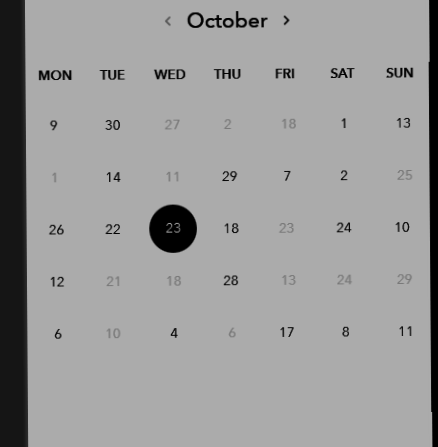 ‹ October ›
MON TUE WED THU FRI SAT SUN
9 30 27 2 18 1 13
1 14 11 29 7 2 25
26 22 23 18 23 24 10
12 21 18 28 13 24 29
6 10 4 6 17 8 11